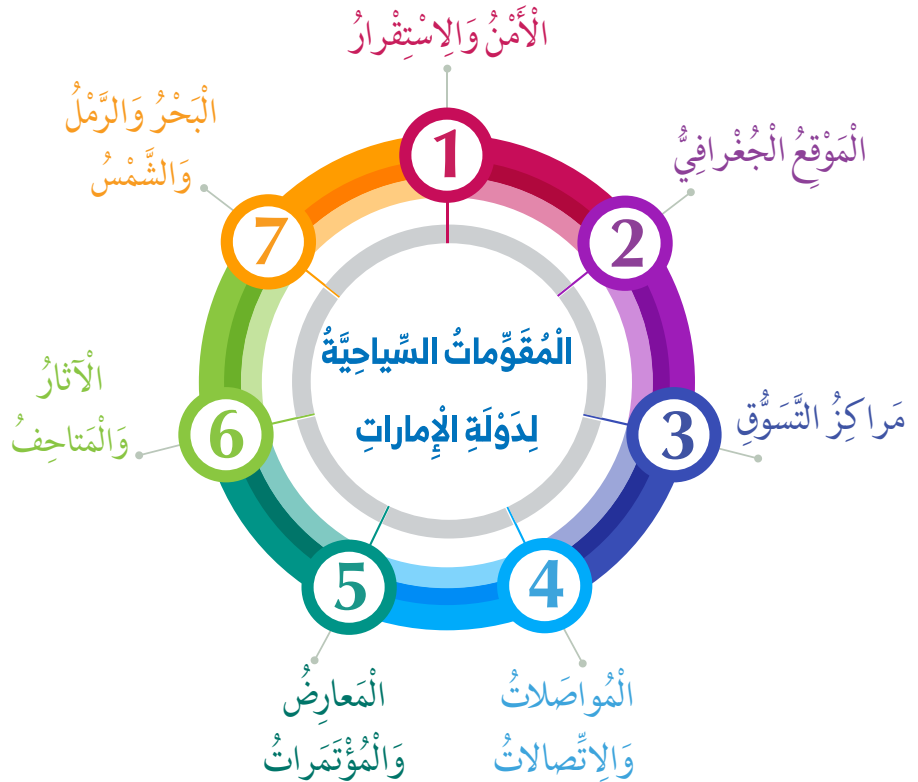 الْمُقَوِّماتُ السِّياحِيَّةُ
لِدَوْلَةِ الْإِماراتِ
1
الْأَمْنُ وَالِاسْتِقْرارُ
2
الْمَوْقِعُ الْجُغْرافِيُّ
3
مَراكِزُ التَّسَوُّقِ
4
الْمُواصَلاتُ
وَالِاتِّصالاتُ
5
الْمَعارِضُ
وَالْمُؤْتَمَراتُ
6
الْآثارُ
وَالْمَتاحِفُ
7
الْبَحْرُ وَالرَّمْلُ
وَالشَّمْسُ